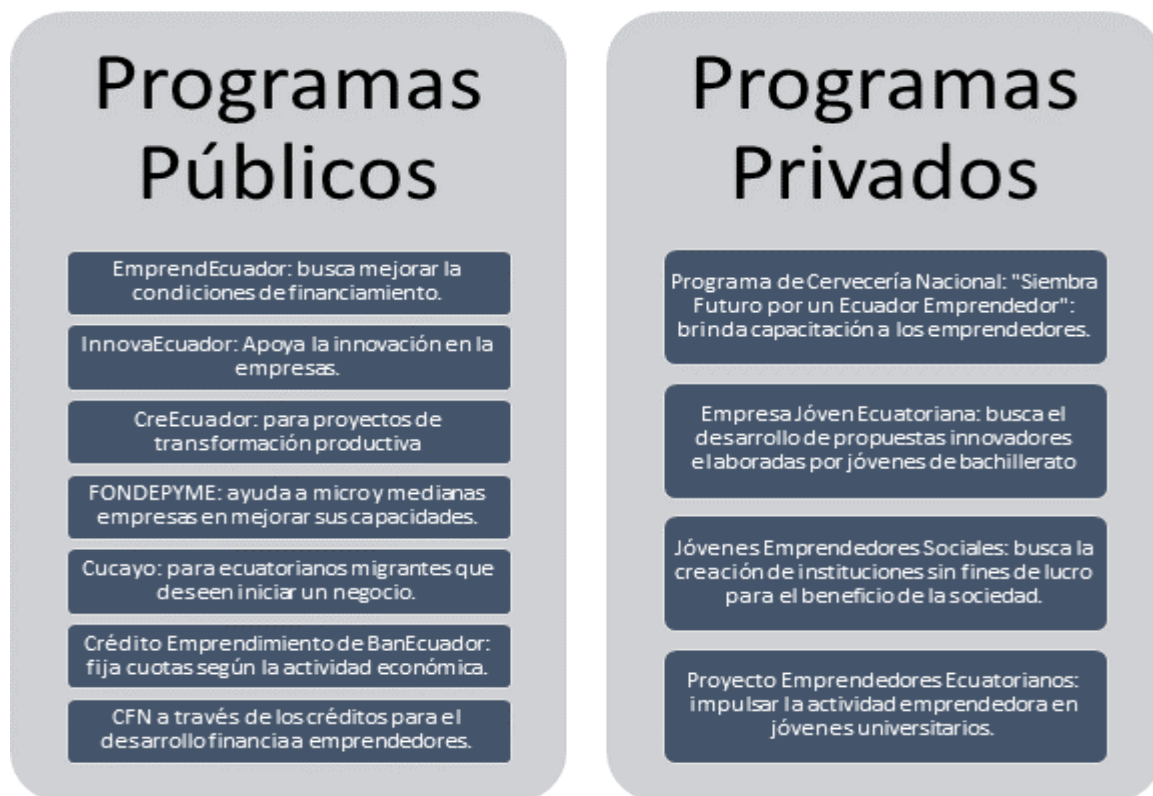 Programas
Públicos
EmprendEcuador: busca mejorar la
condiciones de financiamiento.
InnovaEcuador: Apoya la innovación en la
empresas.
CreEcuador: para proyectos de
transformación productiva
FONDEPYME: ayuda a micro y medianas
empresas en mejorar sus capacidades.
Cucayo: para ecuatorianos migrantes que
deseen iniciar un negocio.
Crédito Emprendimiento de BanEcuador:
fija cuotas según la actividad económica.
CFN a través de los créditos para el
desarrollo financia a emprendedores.
Programas
Privados
Programa de Cervecería Nacional: "Siembra
Futuro por un Ecuador Emprendedor":
brinda capacitación a los emprendedores.
Empresa Jóven Ecuatoriana: busca el
desarrollo de propuestas innovadores
elaboradas por jóvenes de bachillerato
Jóvenes Emprendedores Sociales: busca la
creación de instituciones sin fines de lucro
para el beneficio de la sociedad.
Proyecto Emprendedores Ecuatorianos:
impulsar la actividad emprendedora en
jóvenes universitarios.